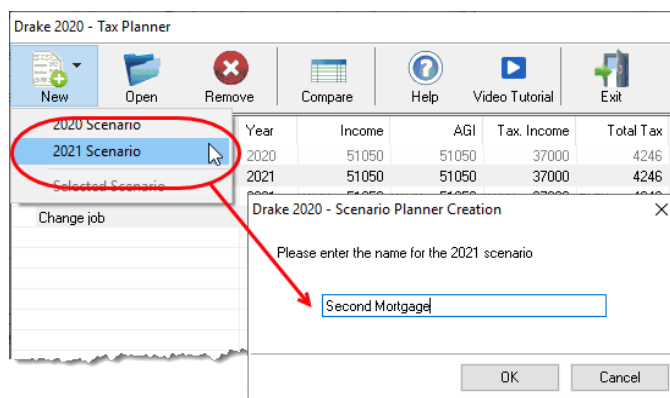 Drake 2020 - Tax Planner
New Open Remove Compare Help Video Tutorial Exit
2020 Scenario
2021 Scenario
Selected Scenario
Year Income AGI Tax. Income Total Tax
2020 51050 51050 37000 4246
2021 51050 51050 37000 4246
Change job
Drake 2020 - Scenario Planner Creation
Please enter the name for the 2021 scenario
Second Mortgage
OK Cancel